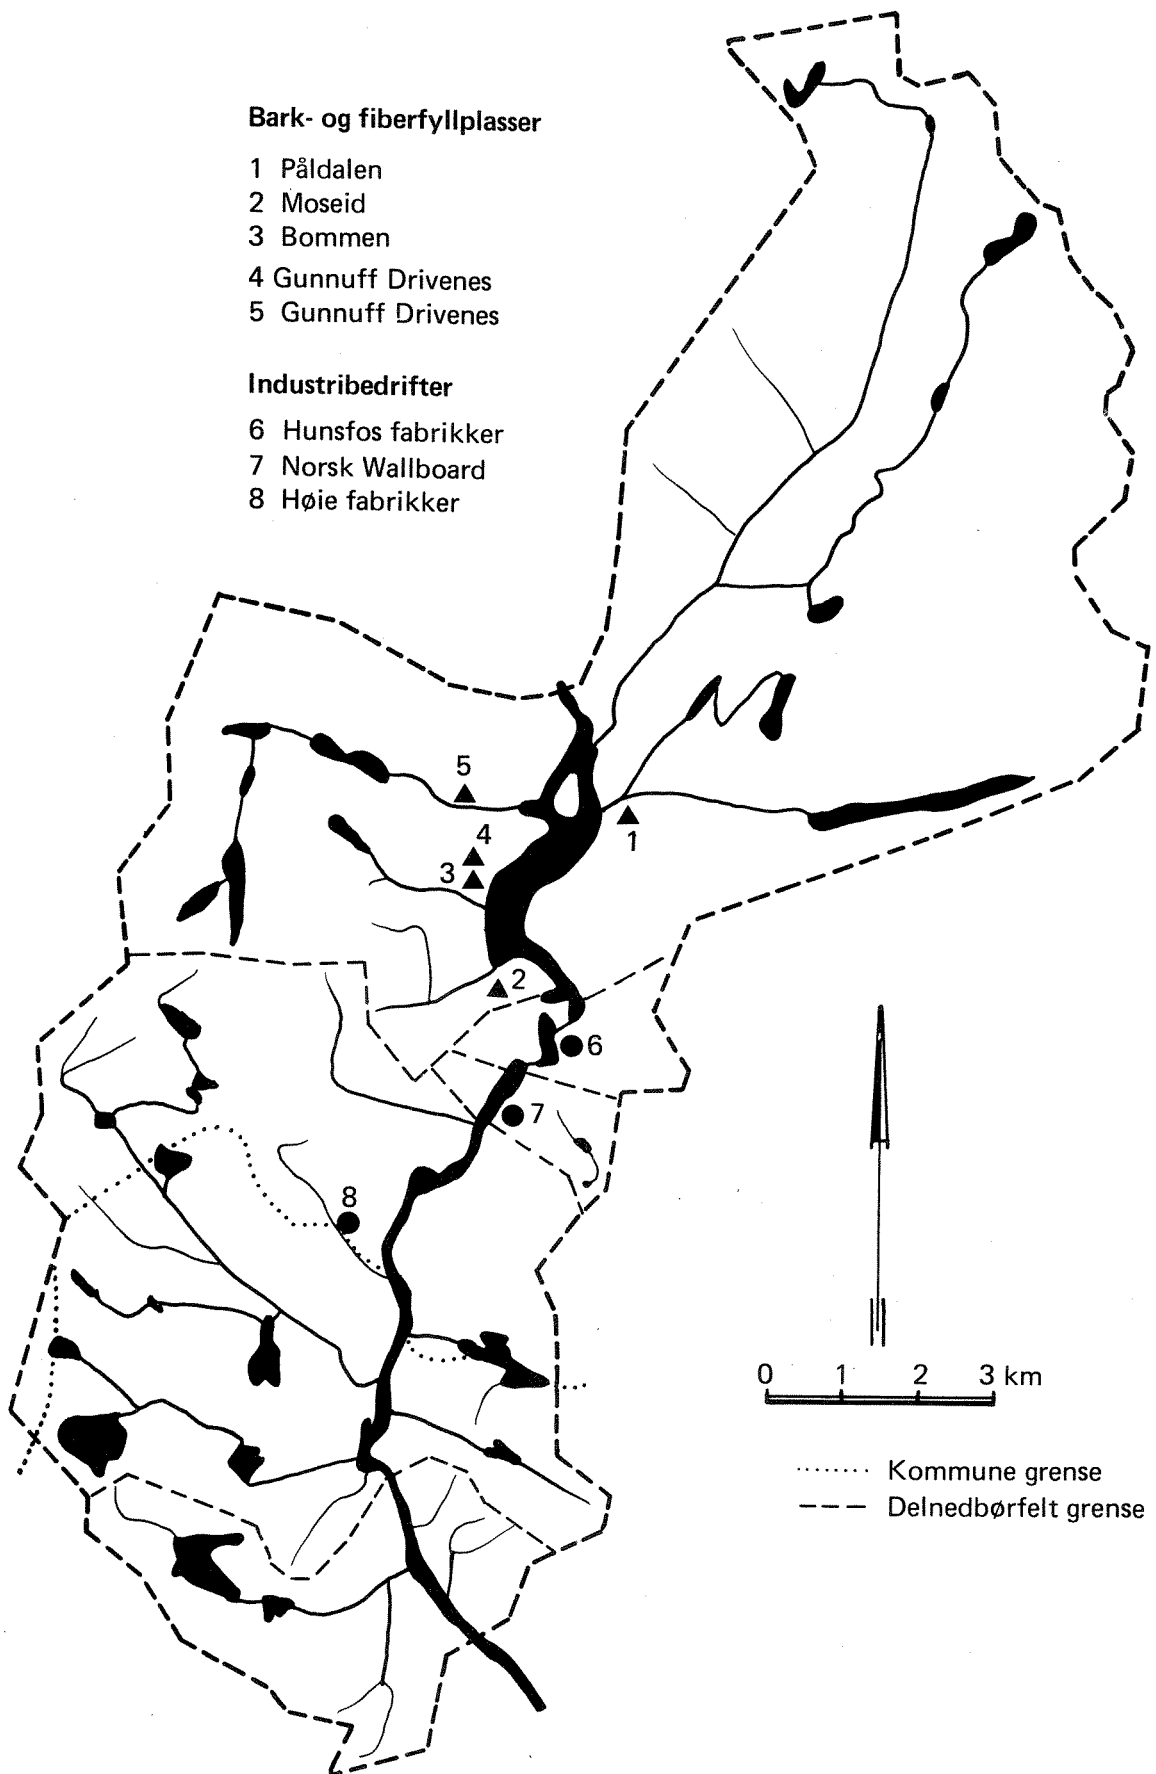 Bark- og fiberfyllplasser
1 Påldalen
2 Moseid
3 Bommen
4 Gunnuff Drivenes
5 Gunnuff Drivenes
Industribedrifter
6 Hunsfos fabrikker
7 Norsk Wallboard
8 Høie fabrikker
5
4
1
3
2
6
7
8
0 1 2 3 km
Kommune grense
Delnedbørfelt grense